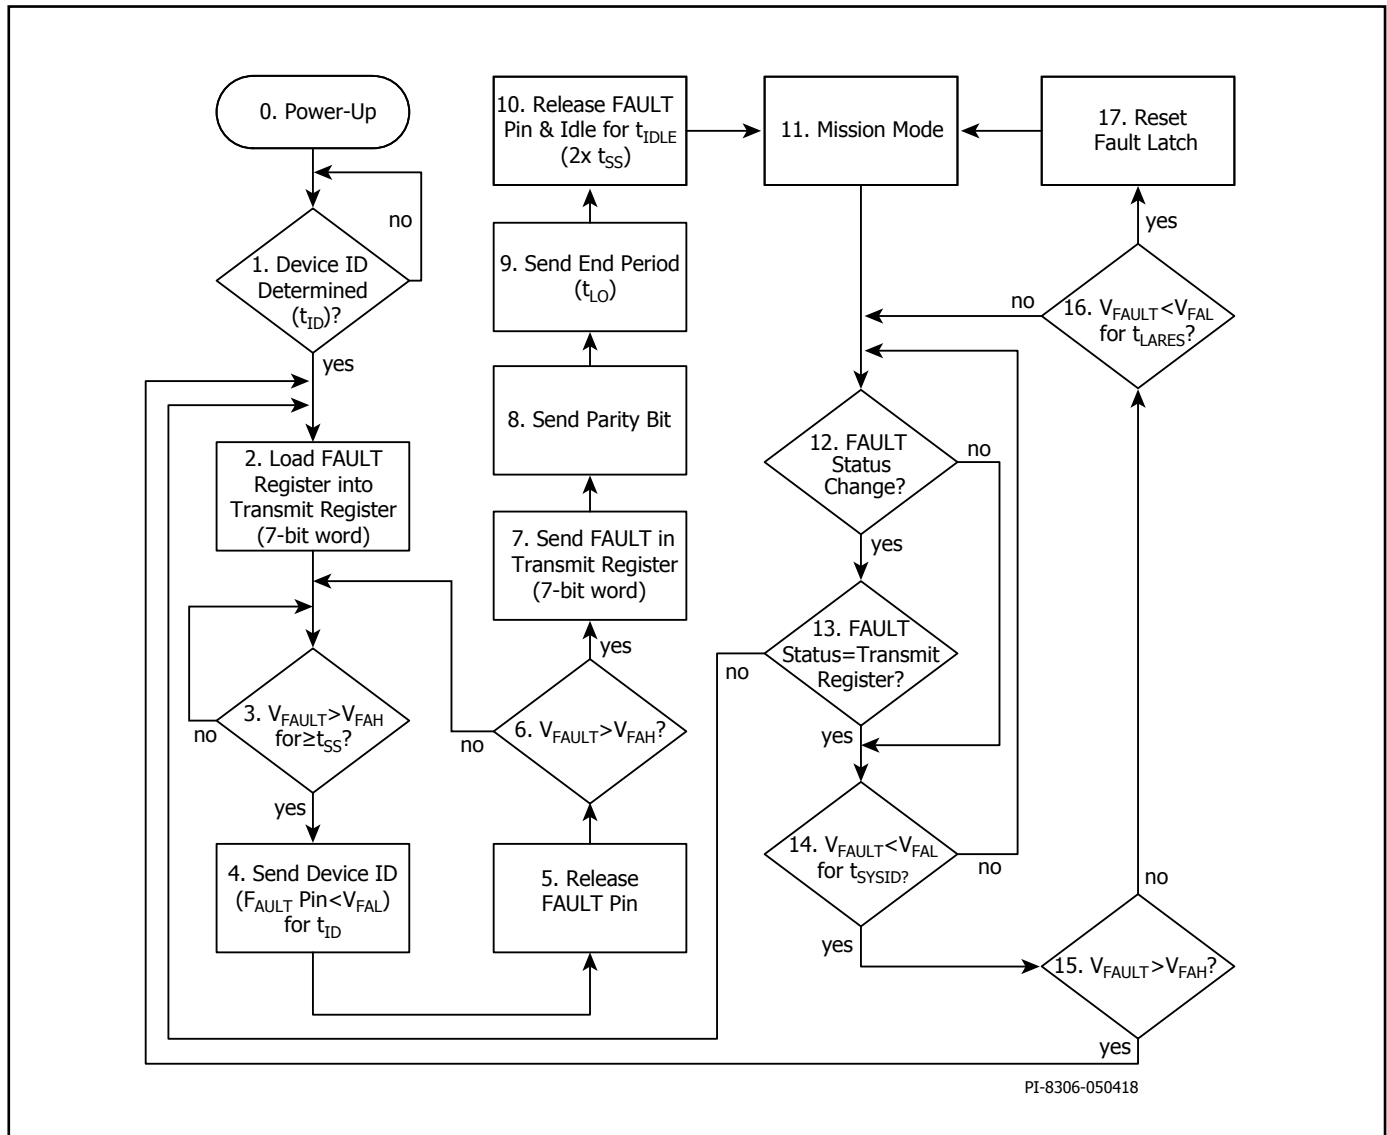 0. Power-Up
no
1. Device ID
Determined
(tID)?
yes
2. Load FAULT
Register into
Transmit Register
(7-bit word)
3. VFAULT>VFAH
for≥tSS?
no
yes
4. Send Device ID
(FAULT Pin<VFAL)
for tID
10. Release FAULT
Pin & Idle for tIDLE
(2x tSS)
9. Send End Period
(tLO)
8. Send Parity Bit
7. Send FAULT in
Transmit Register
(7-bit word)
yes
6. VFAULT>VFAH?
no
5. Release
FAULT Pin
11. Mission Mode
12. FAULT
Status
Change?
no
yes
13. FAULT
Status=Transmit
Register?
no
yes
14. VFAULT<VFAL
for tSYSID?
no
yes
17. Reset
Fault Latch
yes
no
16. VFAULT<VFAL
for tLARES?
no
15. VFAULT>VFAH?
yes
PI-8306-050418